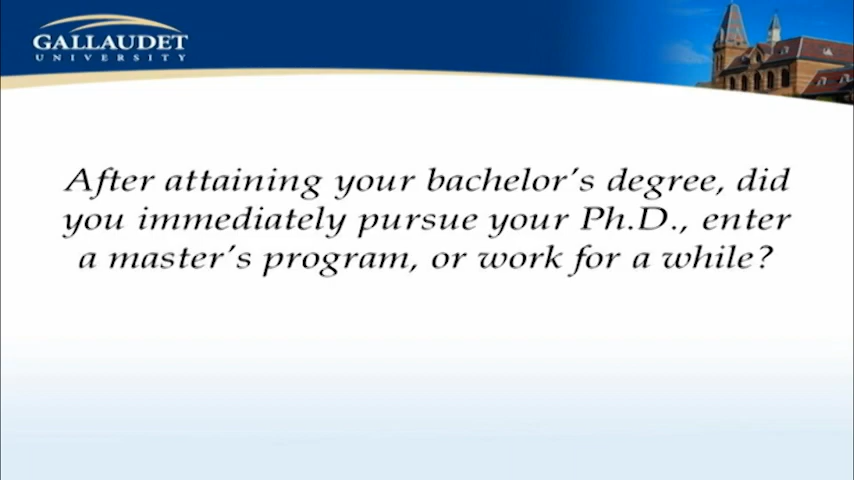 GALLAUDET
UNIVERSITY
After attaining your bachelor's degree, did
you immediately pursue your Ph.D., enter
a master's program, or work for a while?